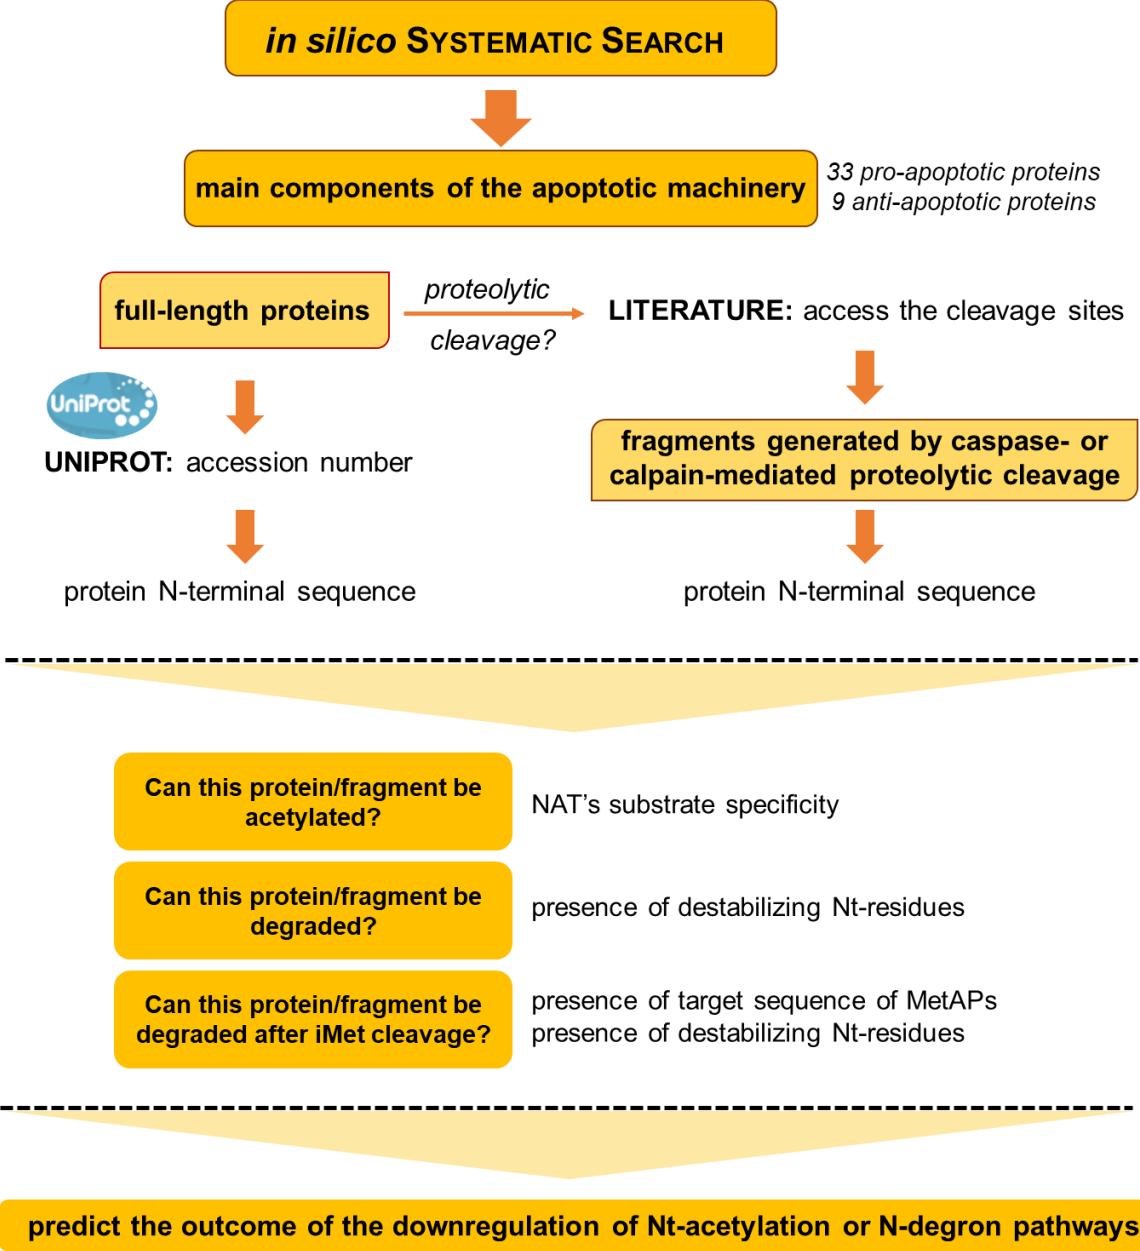 in silico SYSTEMATIC SEARCH
main components of the apoptotic machinery
33 pro-apoptotic proteins
9 anti-apoptotic proteins
full-length proteins
proteolytic
cleavage?
LITERATURE: access the cleavage sites
UniProt
UNIPROT: accession number
fragments generated by caspase- or
calpain-mediated proteolytic cleavage
protein N-terminal sequence
protein N-terminal sequence
Can this protein/fragment be
acetylated?
NAT’s substrate specificity
Can this protein/fragment be
degraded?
presence of destabilizing Nt-residues
Can this protein/fragment be
degraded after iMet cleavage?
presence of target sequence of MetAPs
presence of destabilizing Nt-residues
predict the outcome of the downregulation of Nt-acetylation or N-degron pathways